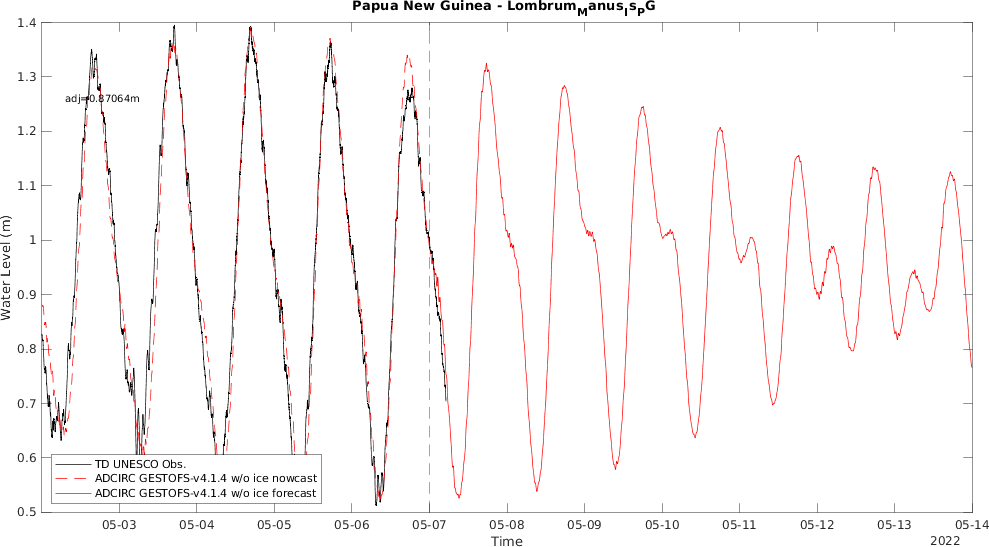 Papua New Guinea - LombrumManusIsPG
1.4
1.3
1.2
1.1
1
0.9
0.8
0.7
0.6
0.5
Water Level (m)
adj=0.87064m
TD UNESCO Obs.
ADCIRC GESTOFS-v4.1.4 w/o ice nowcast
ADCIRC GESTOFS-v4.1.4 w/o ice forecast
05-03 05-04 05-05 05-06 05-07 05-08 05-09 05-10 05-11 05-12 05-13 05-14
Time
2022